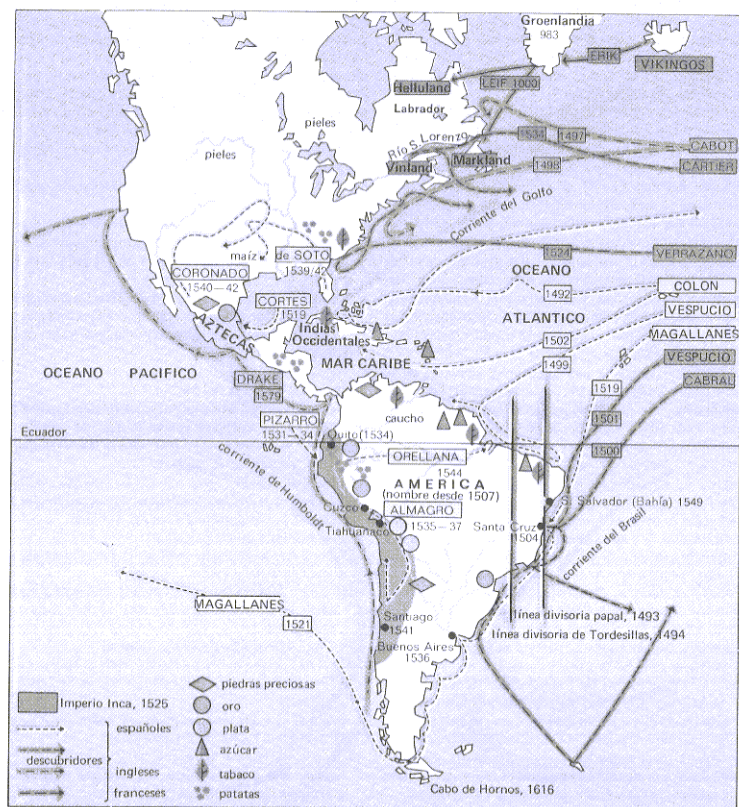 Groenlandia
983
ERIK
VIKINGOS
Helluland
LEIF 1000
Labrador
pieles
pieles
Río S. Lorenzo
1534
1497
CABOT
Vinland
Markland
1498
CARTIER
Corriente del Golfo
maíz
de SOTO
1539/42
1524
VERRAZANO
CORONADO
1540—42
OCEANO
COLON
CORTES
1519
1492
AZTECAS
Indias
Occidentales
ATLANTICO
VESPUCIO
MAR CARIBE
1502
MAGALLANES
OCEANO PACIFICO
1499
VESPUCIO
DRAKE
1579
1519
CABRAL
caucho
PIZARRO
1531—34
1501
Ecuador
Quito (1534)
1500
ORELLANA
1544
corriente de Humboldt
AMERICA
(nombre desde 1507)
S. Salvador (Bahía) 1549
Cuzco
ALMAGRO
Tiahuanaco
1535—37
Santa Cruz
1504
corriente del Brasil
MAGALLANES
1521
línea divisoria papal, 1493
Santiago
1541
línea divisoria de Tordesillas, 1494
Buenos Aires
1536
piedras preciosas
Imperio Inca, 1525
oro
españoles
plata
descubridores
azúcar
ingleses
tabaco
franceses
patatas
Cabo de Hornos, 1616